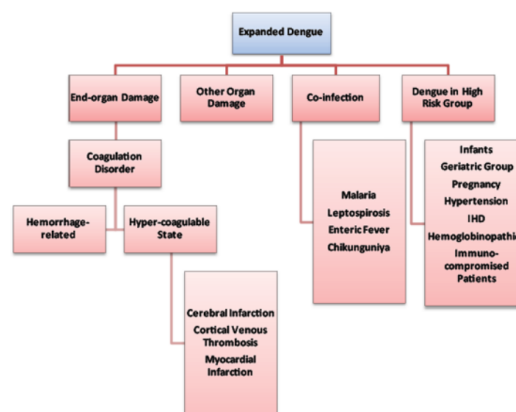 Expanded Dengue
End-organ Damage
Other Organ
Damage
Co-infection
Dengue in High
Risk Group
Coagulation
Disorder
Hemorrhage-
related
Hyper-coagulable
State
Cerebral Infarction
Cortical Venous
Thrombosis
Myocardial
Infarction
Malaria
Leptospirosis
Enteric Fever
Chikunguniya
Infants
Geriatric Group
Pregnancy
Hypertension
IHD
Hemoglobinopathie
Immuno-
compromised
Patients